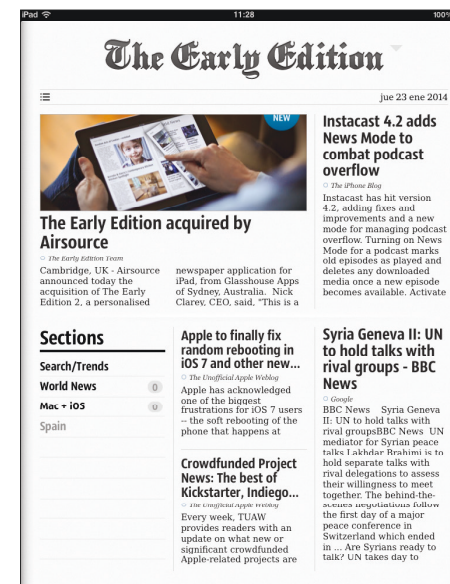 iPad
11:28
100%
The Early Edition
jue 23 ene 2014
NEW
The Early Edition acquired by
Airsource
The Early Edition Team
Cambridge, UK - Airsource
announced today the
acquisition of The Early
Edition 2, a personalised
newspaper application for
iPad, from Glasshouse Apps
of Sydney, Australia. Nick
Clarey, CEO, said, "This is a
Instacast 4.2 adds
News Mode to
combat podcast
overflow
The iPhone Blog
Instacast has hit version
4.2, adding fixes and
improvements and a new
mode for managing podcast
overflow. Turning on News
Mode for a podcast marks
old episodes as played and
deletes any downloaded
media once a new episode
becomes available. Activate
Sections
Search/Trends
World News 0
Mac + iOS 0
Spain
Apple to finally fix
random rebooting in
iOS 7 and other new...
The Unofficial Apple Weblog
Apple has acknowledged
one of the biggest
frustrations for iOS 7 users
-- the soft rebooting of the
phone that happens at
Crowdfunded Project
News: The best of
Kickstarter, Indiego...
The Unofficial Apple Weblog
Every week, TUAW
provides readers with an
update on what new or
significant crowdfunded
Apple-related projects are
Syria Geneva II: UN
to hold talks with
rival groups - BBC
News
Google
BBC News Syria Geneva
II: UN to hold talks with
rival groupsBBC News UN
mediator for Syrian peace
talks Lakhdar Brahimi is to
hold separate talks with
rival delegations to assess
their willingness to meet
together. The behind-the-
scenes negotiations follow
the first day of a major
peace conference in
Switzerland which ended
in ... Are Syrians ready to
talk? UN takes day to